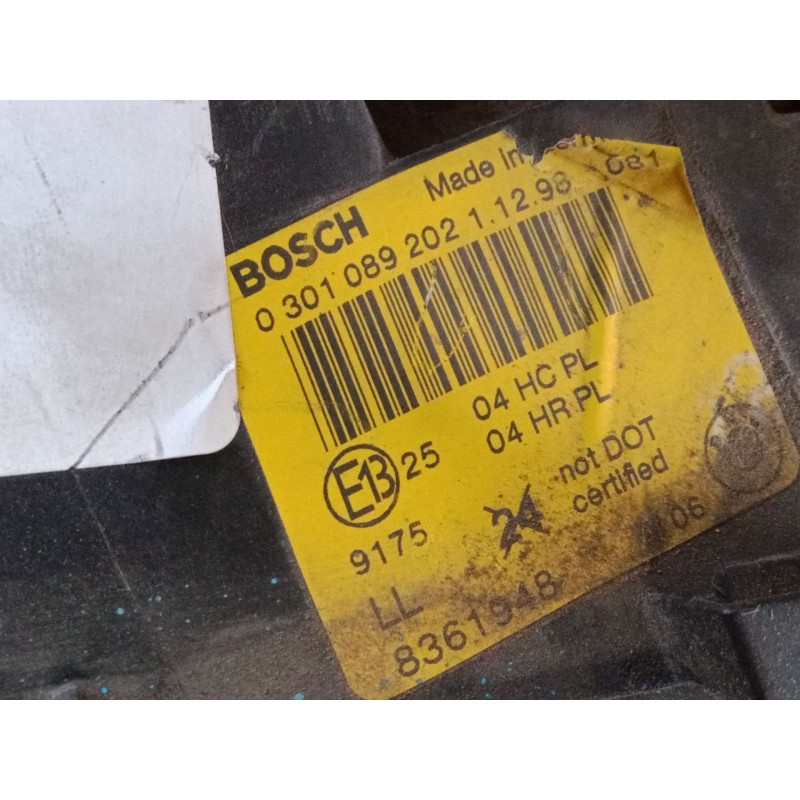 BOSCH Made in
0 301 089 202 1.12.98 081
04 HC PL
04 HR PL
E13 25
not DOT
certified
9175 24 06
LL
8361948